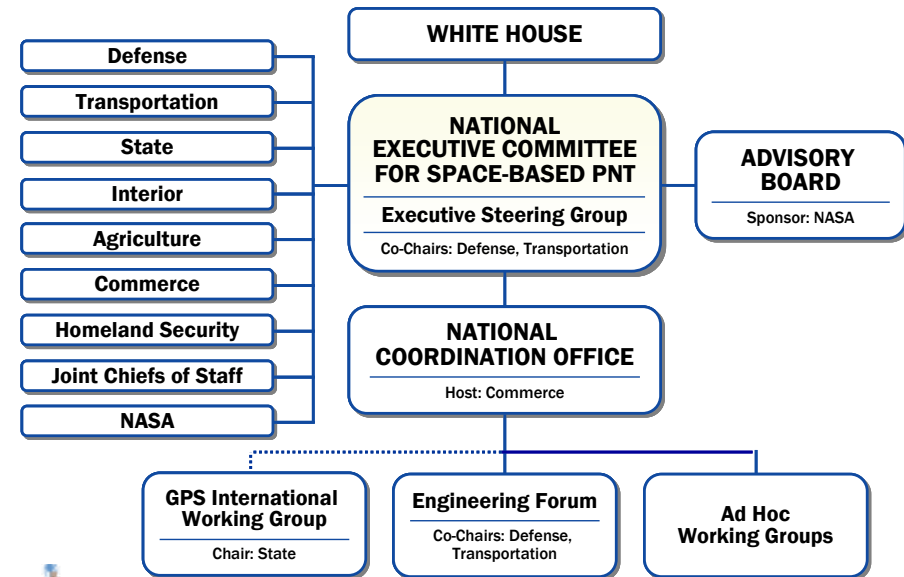 WHITE HOUSE
Defense
Transportation
State
Interior
Agriculture
Commerce
Homeland Security
Joint Chiefs of Staff
NASA
NATIONAL
EXECUTIVE COMMITTEE
FOR SPACE-BASED PNT
Executive Steering Group
Co-Chairs: Defense, Transportation
ADVISORY
BOARD
Sponsor: NASA
NATIONAL
COORDINATION OFFICE
Host: Commerce
GPS International
Working Group
Chair: State
Engineering Forum
Co-Chairs: Defense,
Transportation
Ad Hoc
Working Groups